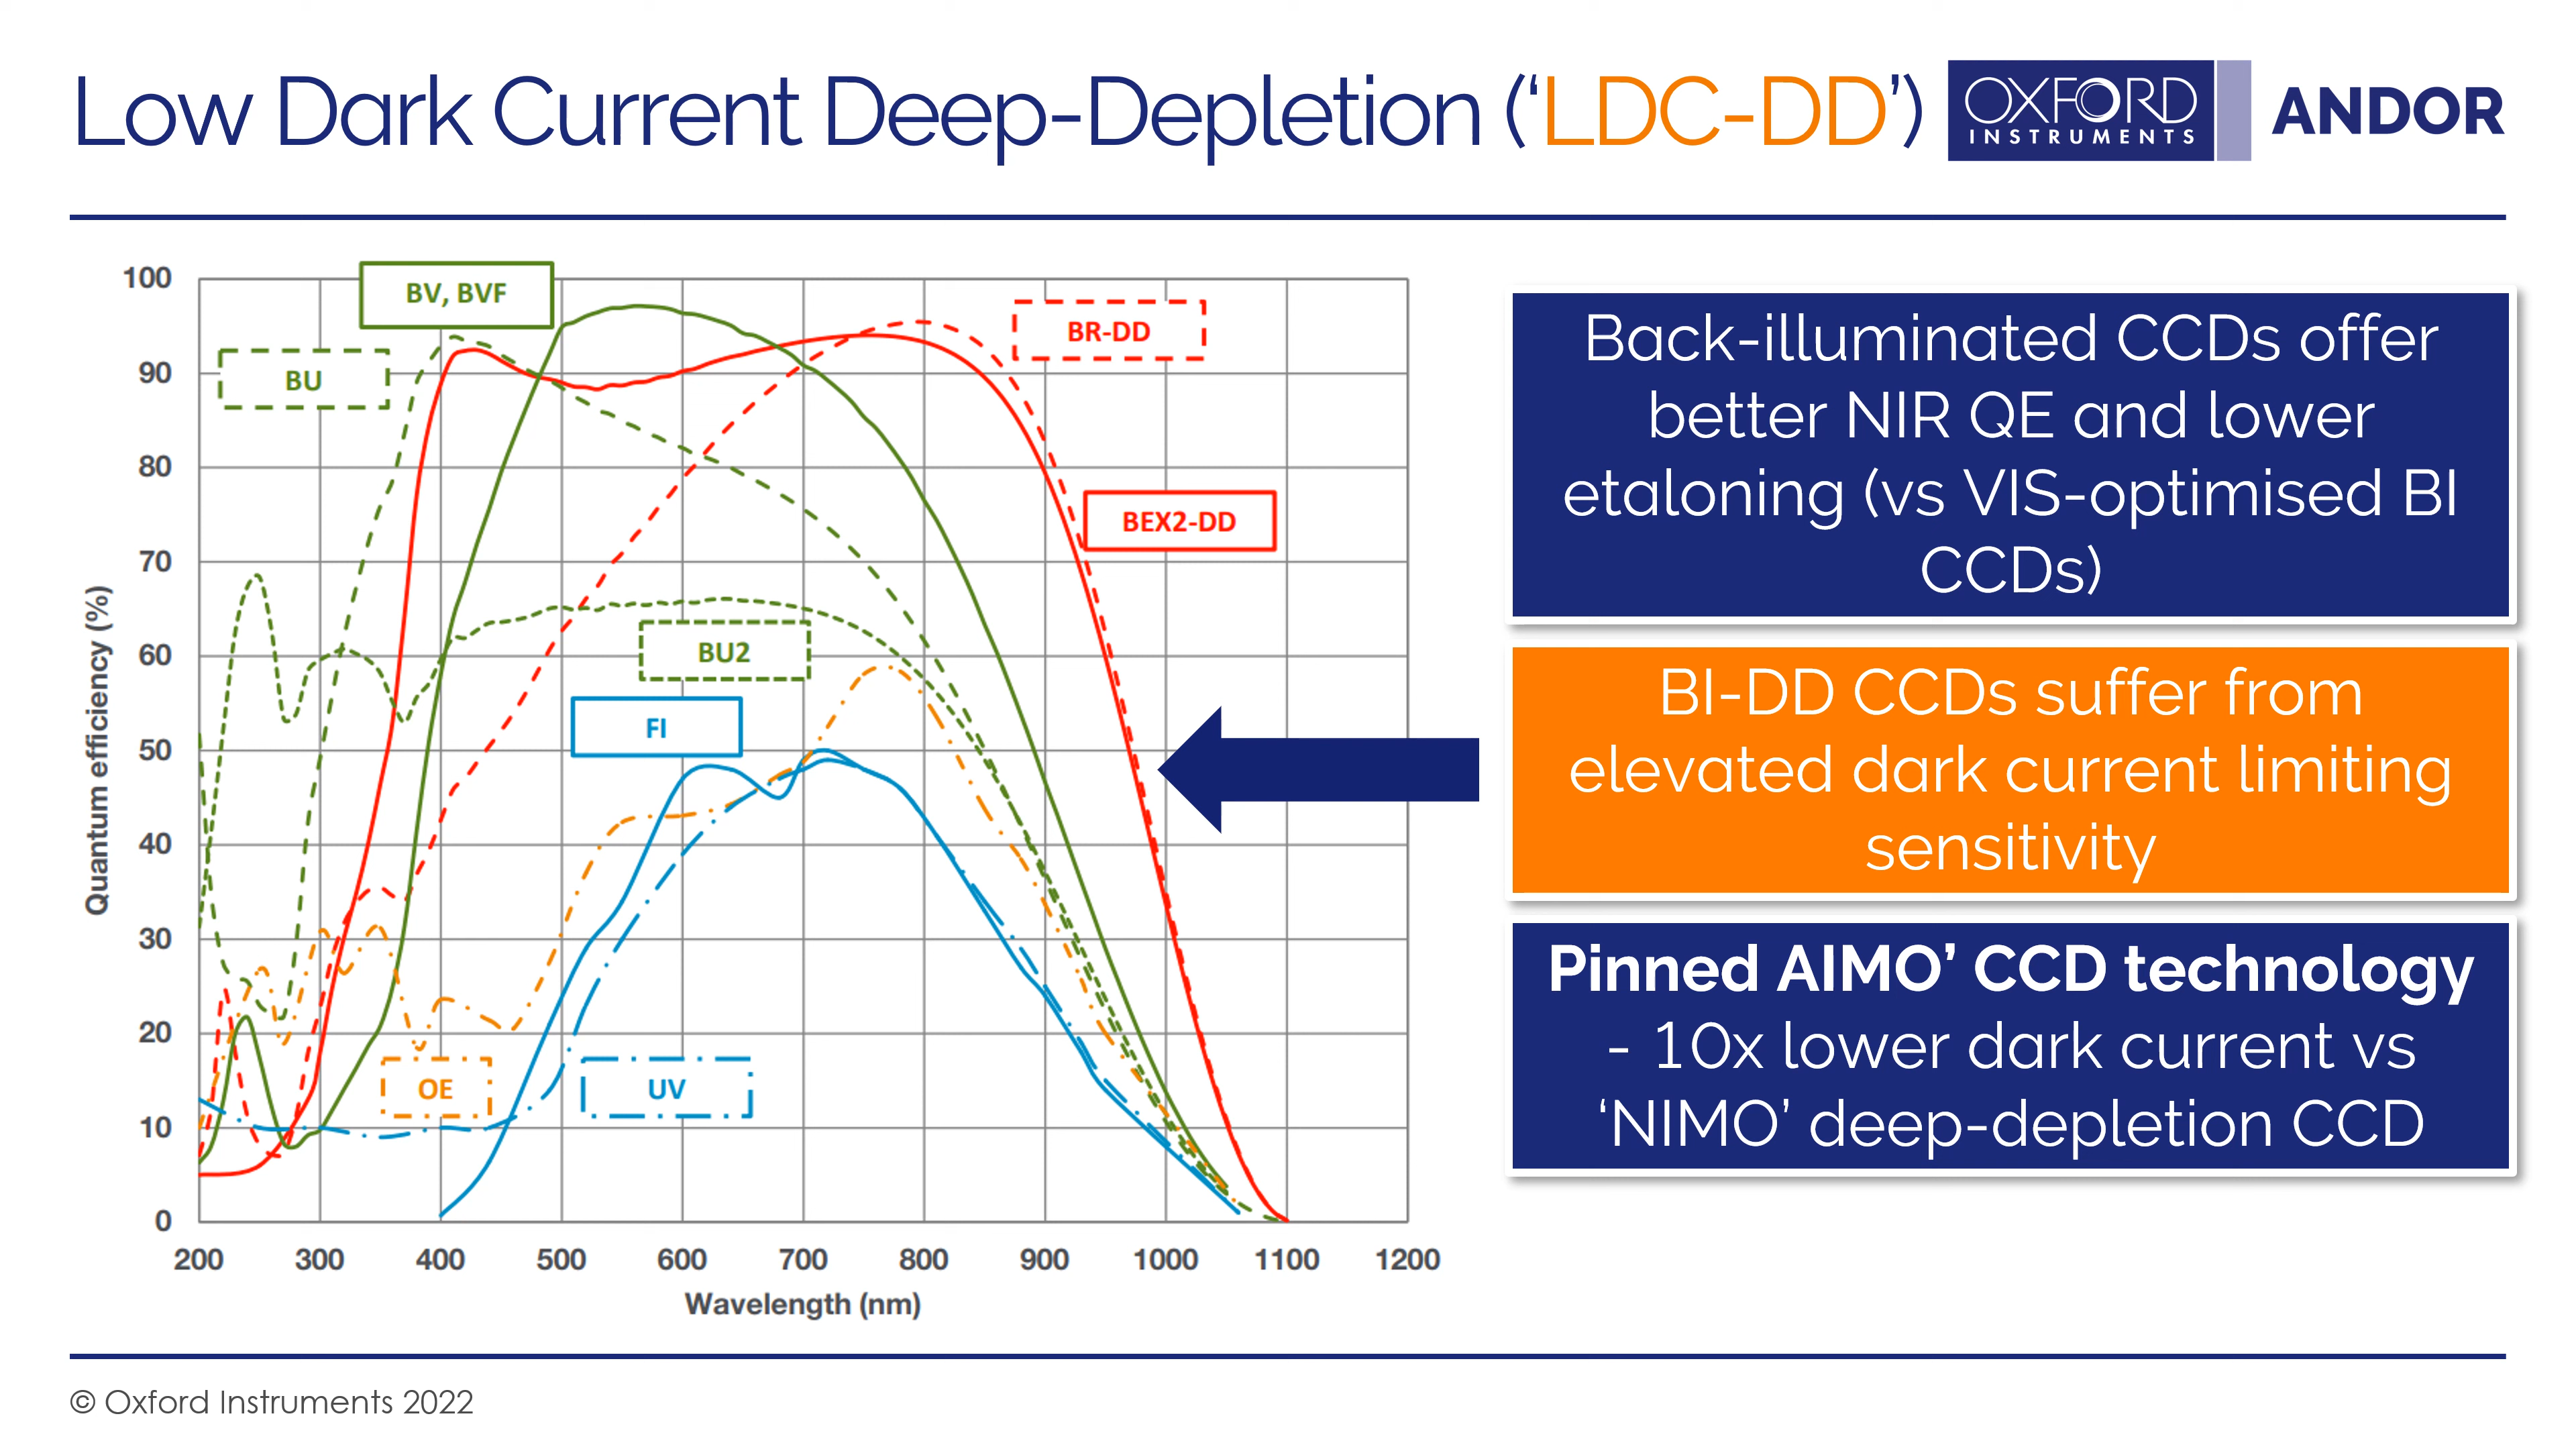 Low Dark Current Deep-Depletion (‘LDC-DD’)
OXFORD
INSTRUMENTS
ANDOR
BV, BVF
BU
BR-DD
BEX2-DD
BU2
FI
OE
UV
100
90
80
70
60
50
40
30
20
10
0
Quantum efficiency (%)
200 300 400 500 600 700 800 900 1000 1100 1200
Wavelength (nm)
Back-illuminated CCDs offer
better NIR QE and lower
etaloning (vs VIS-optimised BI
CCDs)
BI-DD CCDs suffer from
elevated dark current limiting
sensitivity
Pinned AIMO’ CCD technology
- 10x lower dark current vs
‘NIMO’ deep-depletion CCD
© Oxford Instruments 2022